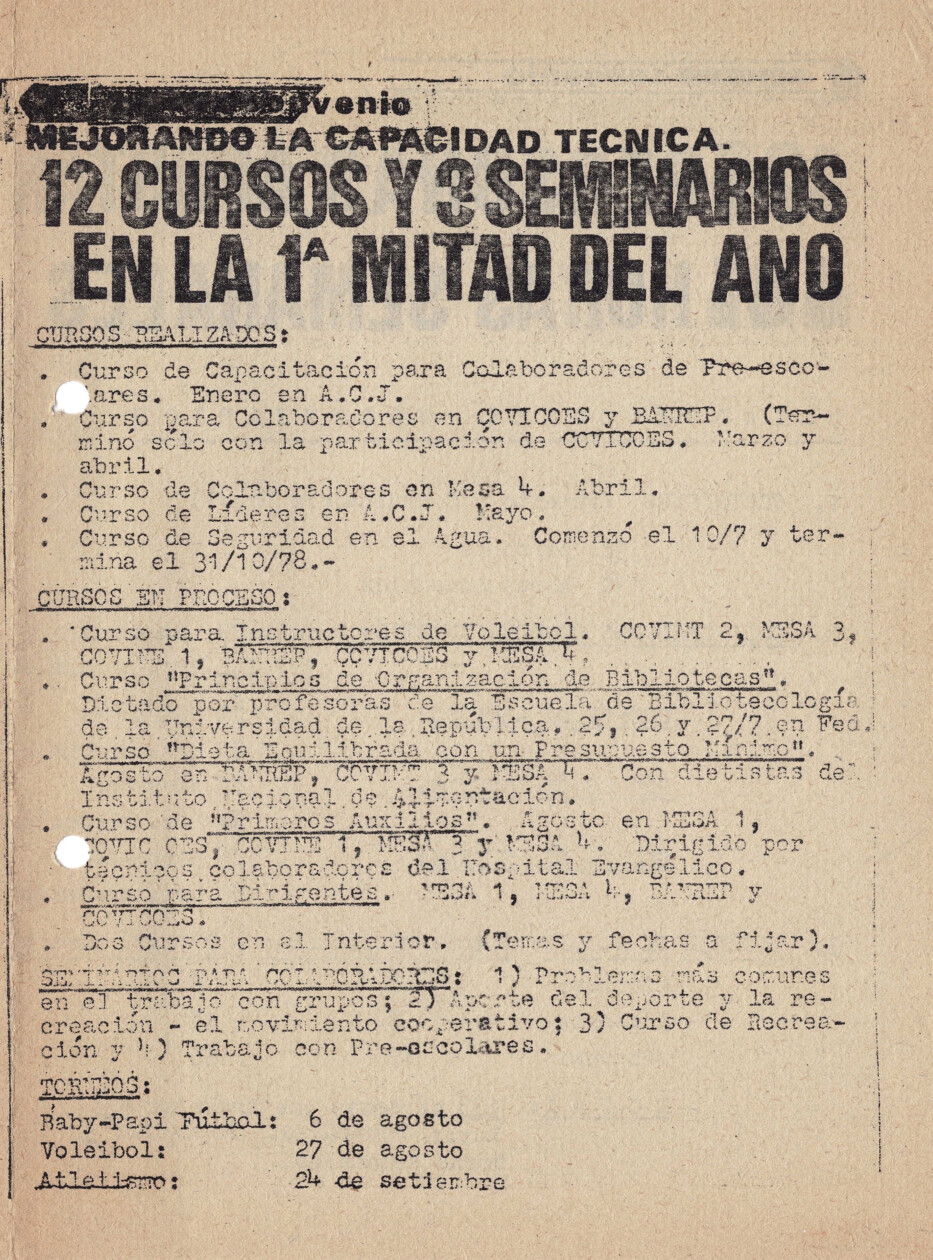 MEJORANDO LA CAPACIDAD TECNICA.
12 CURSOS Y 3 SEMINARIOS
EN LA 1ª MITAD DEL ANO
CURSOS REALIZADOS:
. Curso de Capacitación para Colaboradores de Pre-esco-
lares. Enero en A.C.J.
. Curso para Colaboradores en COVICOES y BANREP. (Ter-
minó sólo con la participación de COVICOES. Marzo y
abril.
. Curso de Colaboradores en Mesa 4. Abril.
. Curso de Líderes en A.C.J. Mayo.
. Curso de Seguridad en el Agua. Comenzó el 10/7 y ter-
mina el 31/10/78.-
CURSOS EN PROCESO:
. Curso para Instructores de Voleibol. COVIMT 2, MESA 3,
COVINE 1, BANREP, COVICOES y MESA 4.
. Curso "Principios de Organización de Bibliotecas".
Dictado por profesoras de la Escuela de Bibliotecología
de la Universidad de la República. 25, 26 y 27/7 en Fed.
. Curso "Dieta Equilibrada con un Presupuesto Mínimo".
Agosto en BANREP, COVIMT 3 y MESA 4. Con dietistas del
Instituto Nacional de Alimentación.
. Curso de "Primeros Auxilios". Agosto en MESA 1,
COVIC OES, COVINE 1, MESA 3 y MESA 4. Dirigido por
técnicos colaboradores del Hospital Evangélico.
. Curso para Dirigentes. MESA 1, MESA 4, BANREP y
COVICOES.
. Dos Cursos en el Interior. (Temas y fechas a fijar).
SEMINARIOS PARA COLABORADORES: 1) Problemas más comunes
en el trabajo con grupos; 2) Aporte del deporte y la re-
creación - el movimiento cooperativo; 3) Curso de Recrea-
ción y 4) Trabajo con Pre-escolares.
TORNEOS:
Baby-Papi Fútbol: 6 de agosto
Voleibol: 27 de agosto
Atletismo: 24 de setiembre